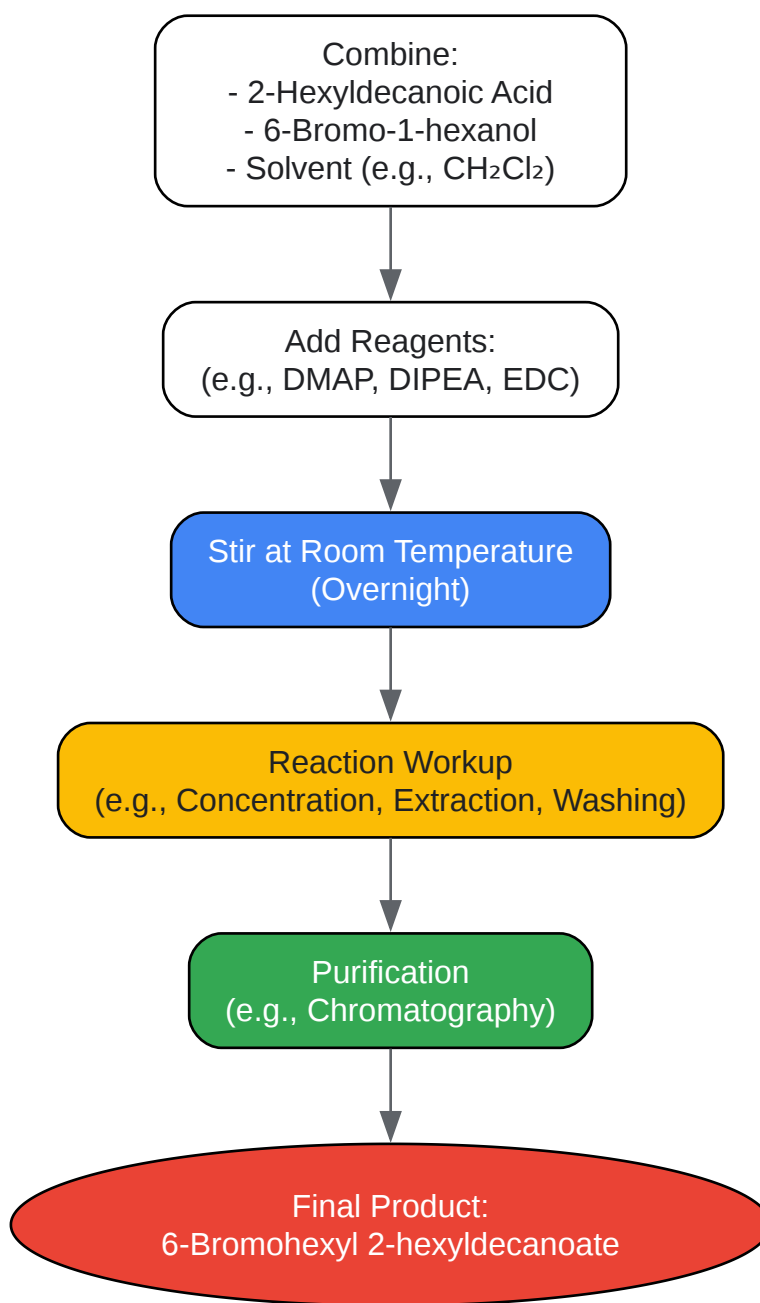 Combine:
- 2-Hexyldecanoic Acid
- 6-Bromo-1-hexanol
- Solvent (e.g., CH₂Cl₂)
Add Reagents:
(e.g., DMAP, DIPEA, EDC)
Stir at Room Temperature
(Overnight)
Reaction Workup
(e.g., Concentration, Extraction, Washing)
Purification
(e.g., Chromatography)
Final Product:
6-Bromohexyl 2-hexyldecanoate